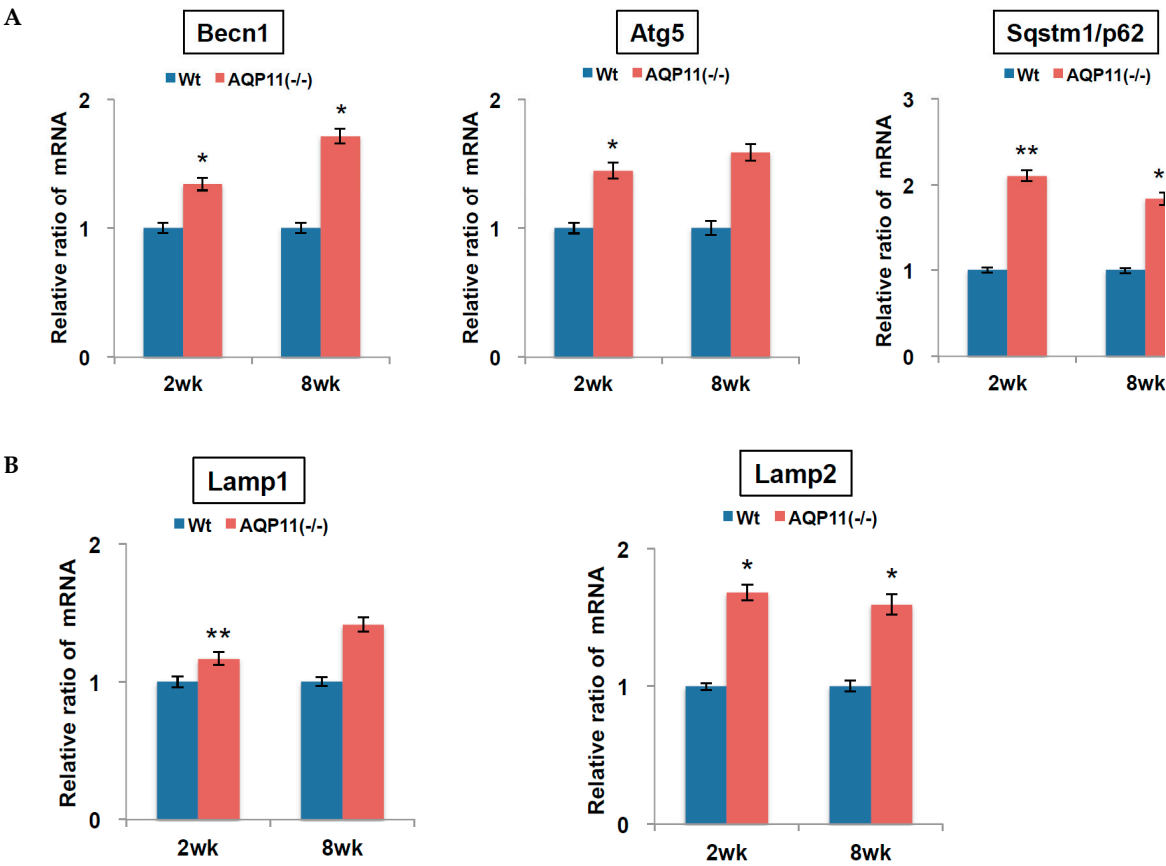 A
Becn1
Wt AQP11(-/-)
Relative ratio of mRNA
2
1
0
*
*
2wk 8wk
Atg5
Wt AQP11(-/-)
Relative ratio of mRNA
2
1
0
*
2wk 8wk
Sqstm1/p62
Wt AQP11(-/-)
Relative ratio of mRNA
3
2
1
0
**
*
2wk 8wk
B
Lamp1
Wt AQP11(-/-)
Relative ratio of mRNA
2
1
0
**
2wk 8wk
Lamp2
Wt AQP11(-/-)
Relative ratio of mRNA
2
1
0
*
*
2wk 8wk